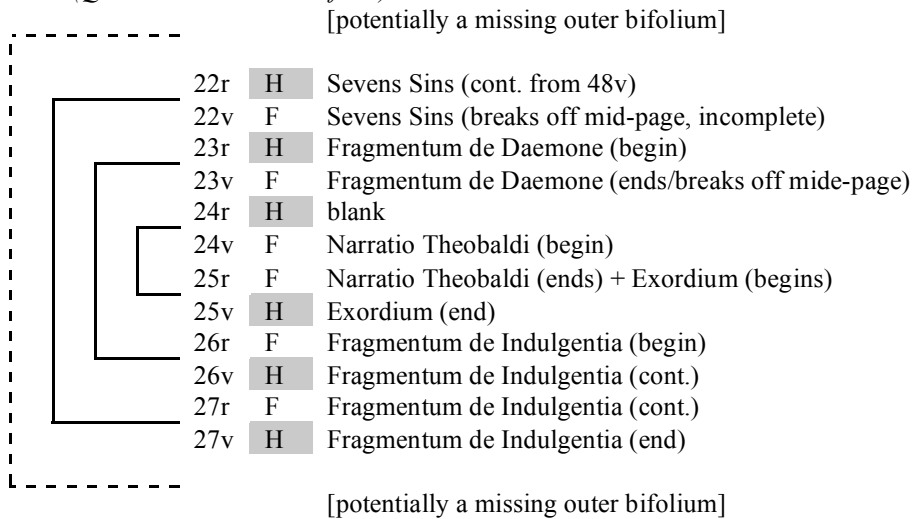 [potentially a missing outer bifolium]
22r H Sevens Sins (cont. from 48v)
22v F Sevens Sins (breaks off mid-page, incomplete)
23r H Fragmentum de Daemone (begin)
23v F Fragmentum de Daemone (ends/breaks off mide-page)
24r H blank
24v F Narratio Theobaldi (begin)
25r F Narratio Theobaldi (ends) + Exordium (begins)
25v H Exordium (end)
26r F Fragmentum de Indulgentia (begin)
26v H Fragmentum de Indulgentia (cont.)
27r F Fragmentum de Indulgentia (cont.)
27v H Fragmentum de Indulgentia (end)
[potentially a missing outer bifolium]